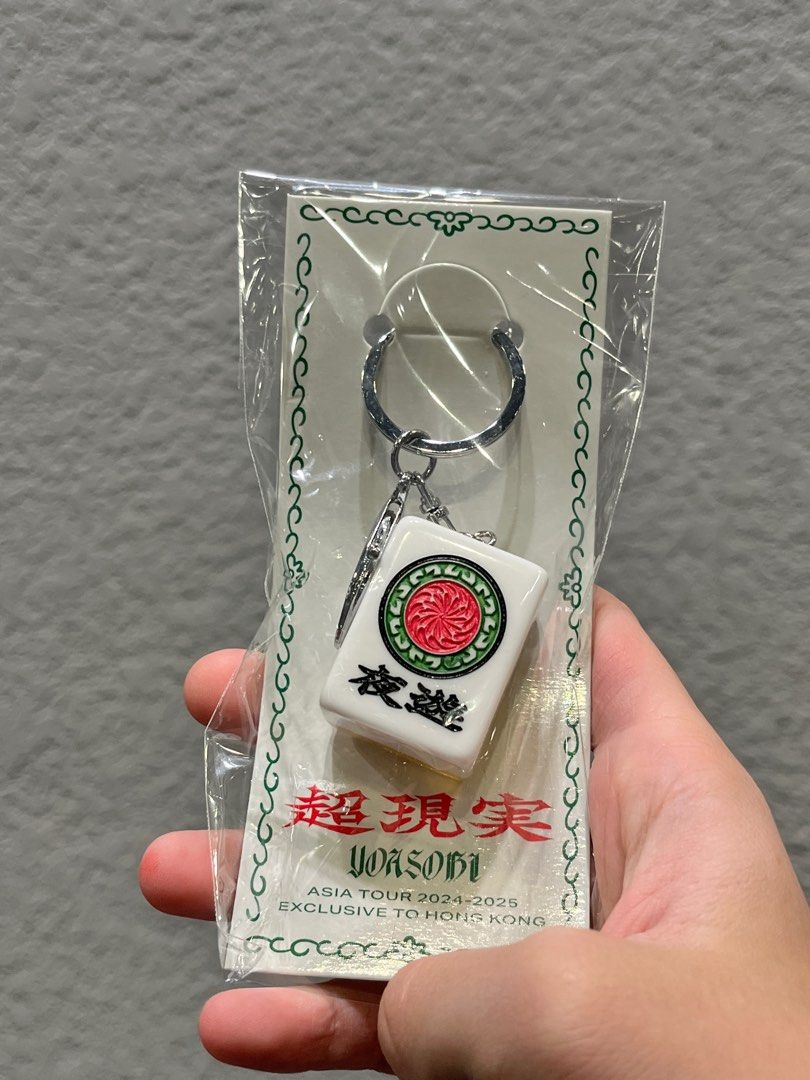 夜遊
超現実
YOASOBI
ASIA TOUR 2024-2025
EXCLUSIVE TO HONG KONG